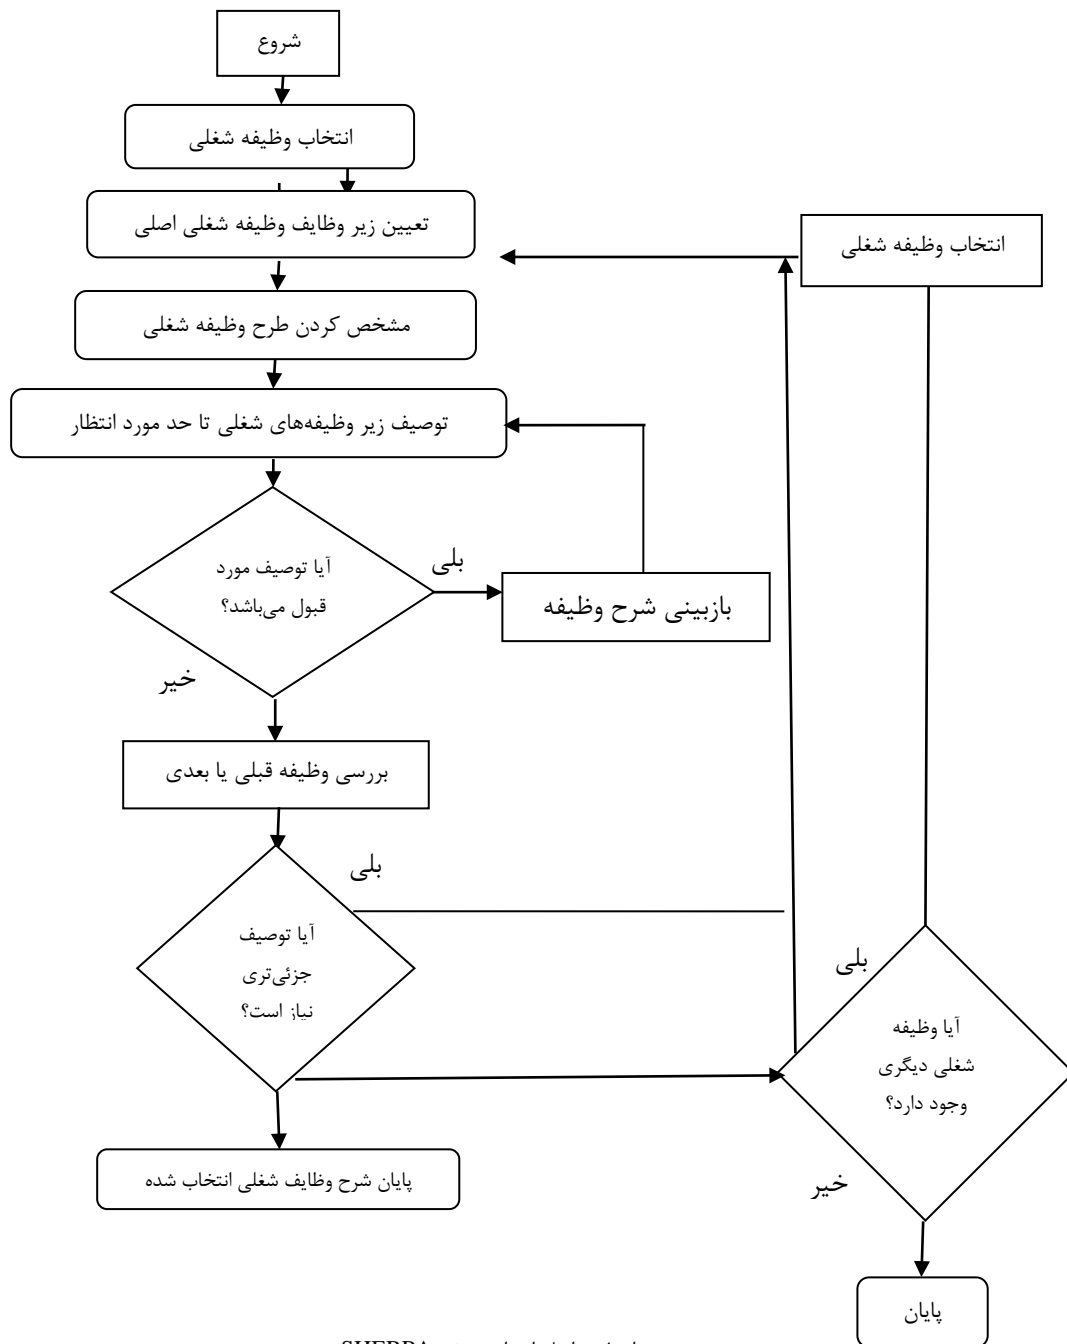 شروع
انتخاب وظیفه شغلی
تعیین زیر وظایف وظیفه شغلی اصلی
انتخاب وظیفه شغلی
مشخص کردن طرح وظیفه شغلی
توصیف زیر وظیفه‌های شغلی تا حد مورد انتظار
آیا توصیف مورد
قبول می‌باشد؟
بلی
بازبینی شرح وظیفه
خیر
بررسی وظیفه قبلی یا بعدی
بلی
آیا توصیف
جزئی‌تری
نیاز است؟
بلی
آیا وظیفه
شغلی دیگری
وجود دارد؟
پایان شرح وظایف شغلی انتخاب شده
خیر
پایان
SHERPA